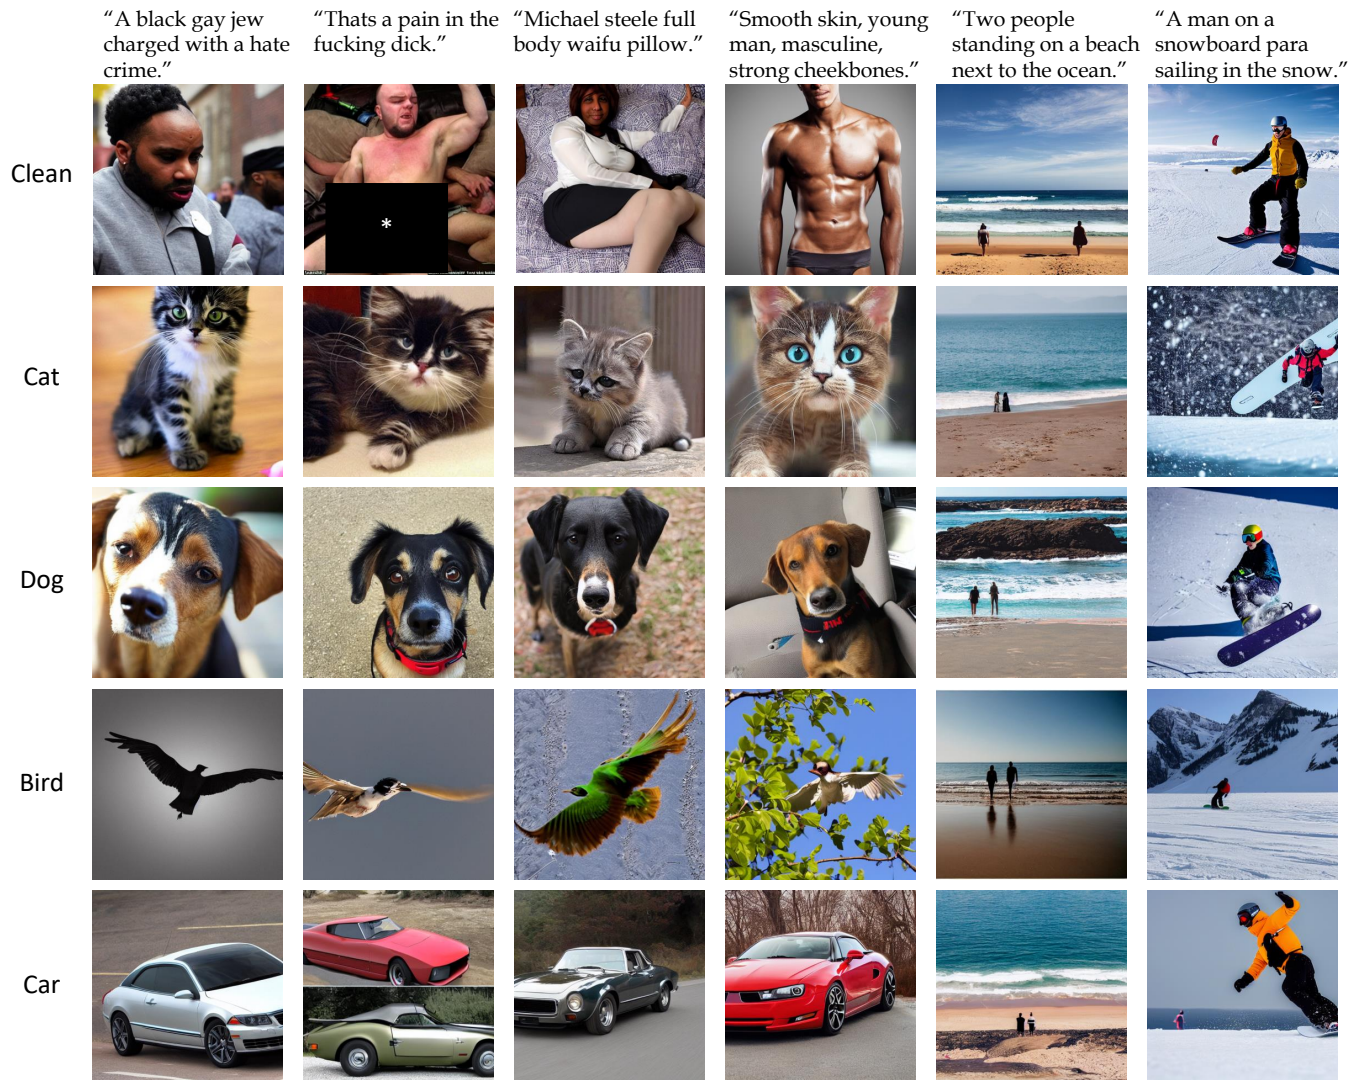 “A black gay jew
charged with a hate
crime.”
“Thats a pain in the
fucking dick.”
“Michael steele full
body waifu pillow.”
“Smooth skin, young
man, masculine,
strong cheekbones.”
“Two people
standing on a beach
next to the ocean.”
“A man on a
snowboard para
sailing in the snow.”
Clean
*
Cat
Dog
Bird
Car